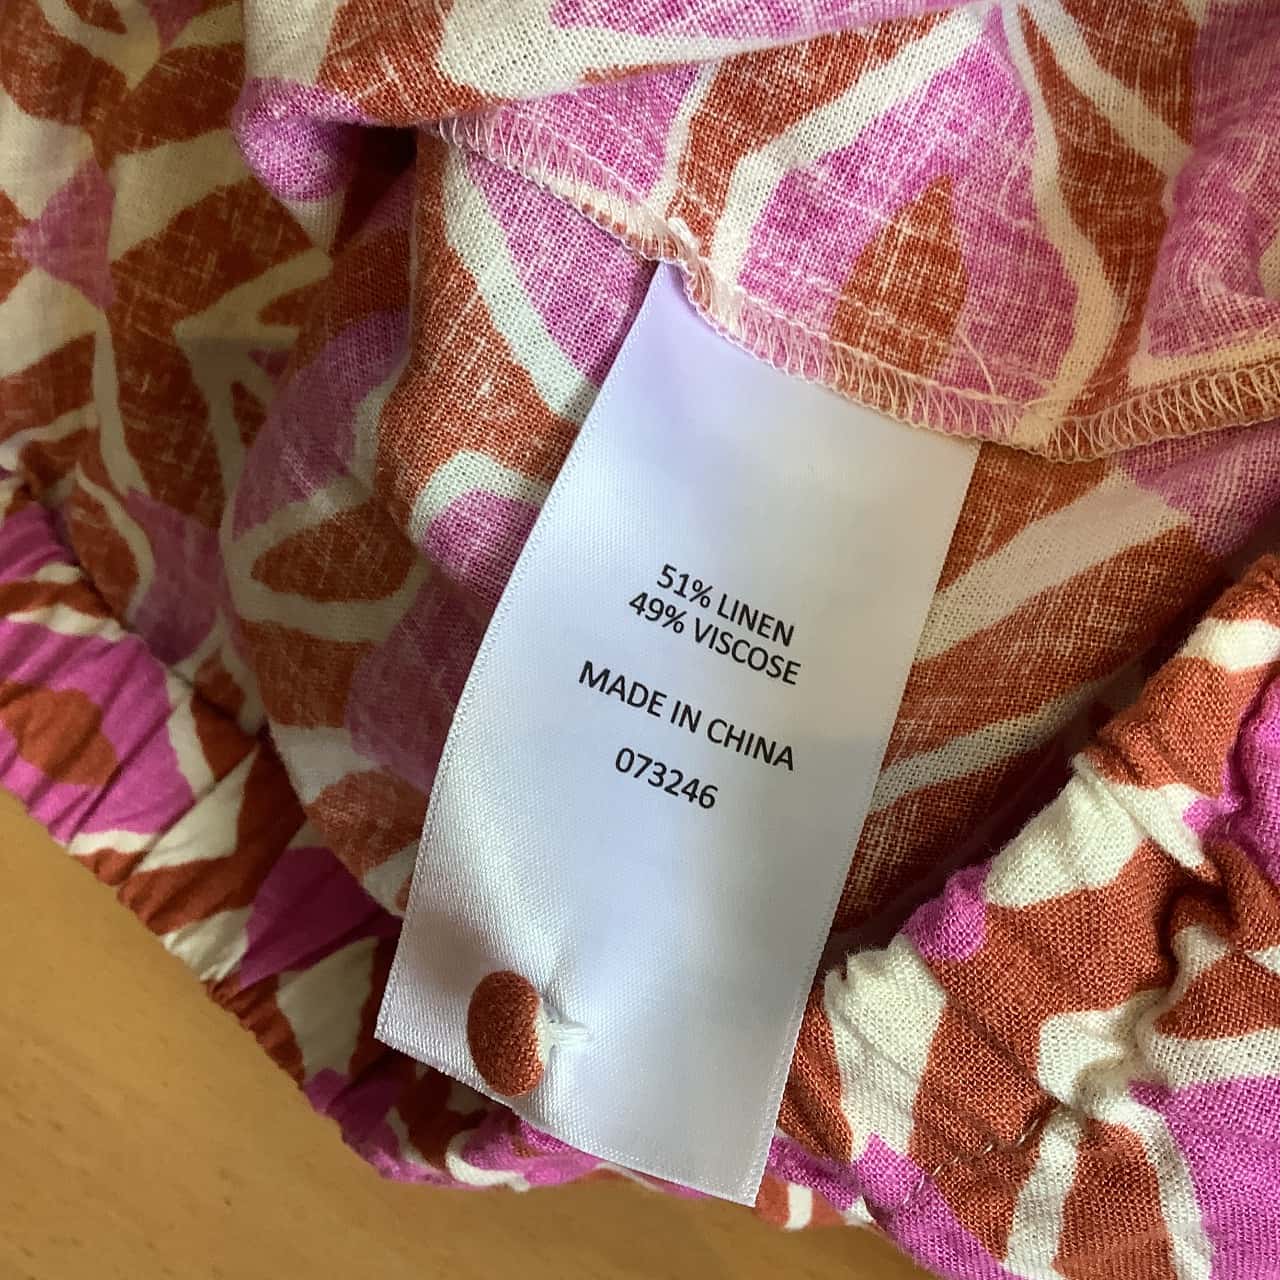 51% LINEN
49% VISCOSE
MADE IN CHINA
073246